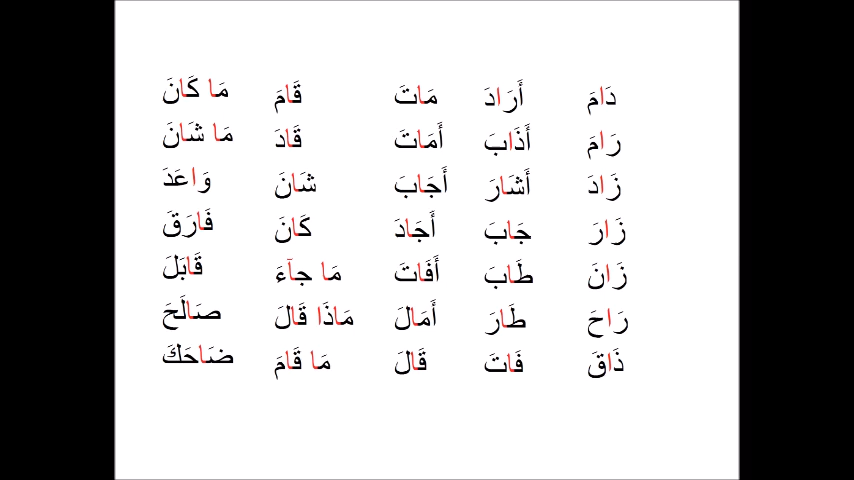 دَامَ أَرَادَ مَاتَ قَامَ مَا كَانَ
رَامَ أَذَابَ أَمَاتَ قَادَ مَا شَانَ
زَادَ أَشَارَ أَجَابَ شَانَ وَاعَدَ
زَارَ جَابَ أَجَادَ كَانَ فَارَقَ
زَانَ طَابَ أَفَاتَ مَا جآءَ قَابَلَ
رَاحَ طَارَ أَمَالَ مَاذَا قَالَ صَالَحَ
ذَاقَ فَاتَ قَالَ مَا قَامَ ضَاحَكَ